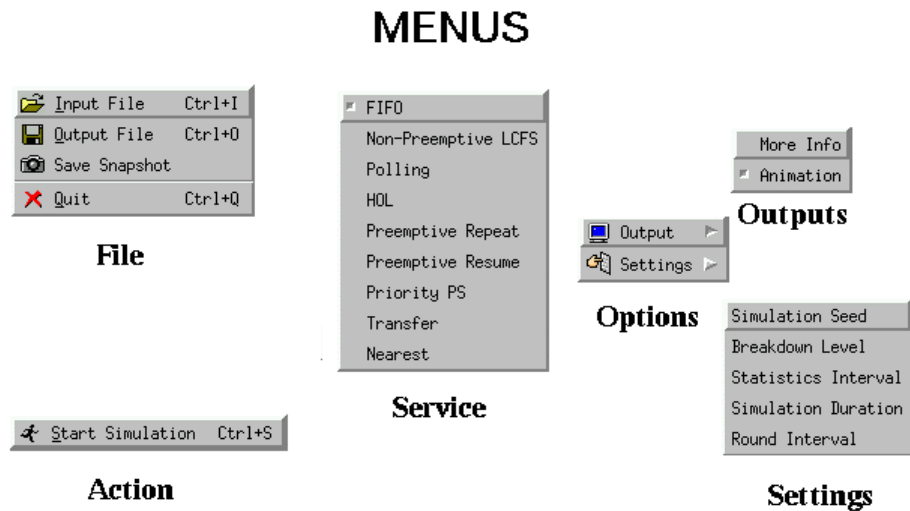 MENUS
Input File Ctrl+I
Output File Ctrl+O
Save Snapshot
Quit Ctrl+Q
File
FIFO
Non-Preemptive LCFS
Polling
HOL
Preemptive Repeat
Preemptive Resume
Priority PS
Transfer
Nearest
Service
Output
Settings
Options
More Info
Animation
Outputs
Simulation Seed
Breakdown Level
Statistics Interval
Simulation Duration
Round Interval
Settings
Start Simulation Ctrl+S
Action